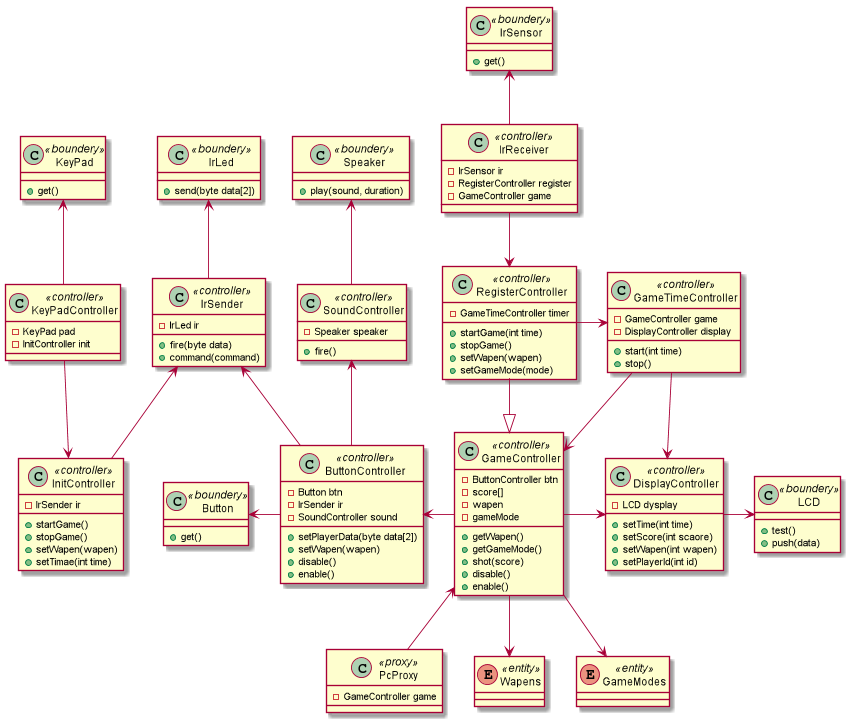 «boundery»
IrSensor
get()
«controller»
IrReceiver
IrSensor ir
RegisterController register
GameController game
«boundery»
KeyPad
get()
«boundery»
IrLed
send(byte data[2])
«boundery»
Speaker
play(sound, duration)
«controller»
KeyPadController
KeyPad pad
InitController init
«controller»
IrSender
IrLed ir
fire(byte data)
command(command)
«controller»
SoundController
Speaker speaker
fire()
«controller»
RegisterController
GameTimeController timer
startGame(int time)
stopGame()
setWapen(wapen)
setGameMode(mode)
«controller»
GameTimeController
GameController game
DisplayController display
start(int time)
stop()
«controller»
InitController
IrSender ir
startGame()
stopGame()
setWapen(wapen)
setTimae(int time)
«boundery»
Button
get()
«controller»
ButtonController
Button btn
IrSender ir
SoundController sound
setPlayerData(byte data[2])
setWapen(wapen)
disable()
enable()
«controller»
GameController
ButtonController btn
score[]
wapen
gameMode
getWapen()
getGameMode()
shot(score)
disable()
enable()
«controller»
DisplayController
LCD dysplay
setTime(int time)
setScore(int scaore)
setWapen(int wapen)
setPlayerId(int id)
«boundery»
LCD
test()
push(data)
«proxy»
PcProxy
GameController game
«entity»
Wapens
«entity»
GameModes